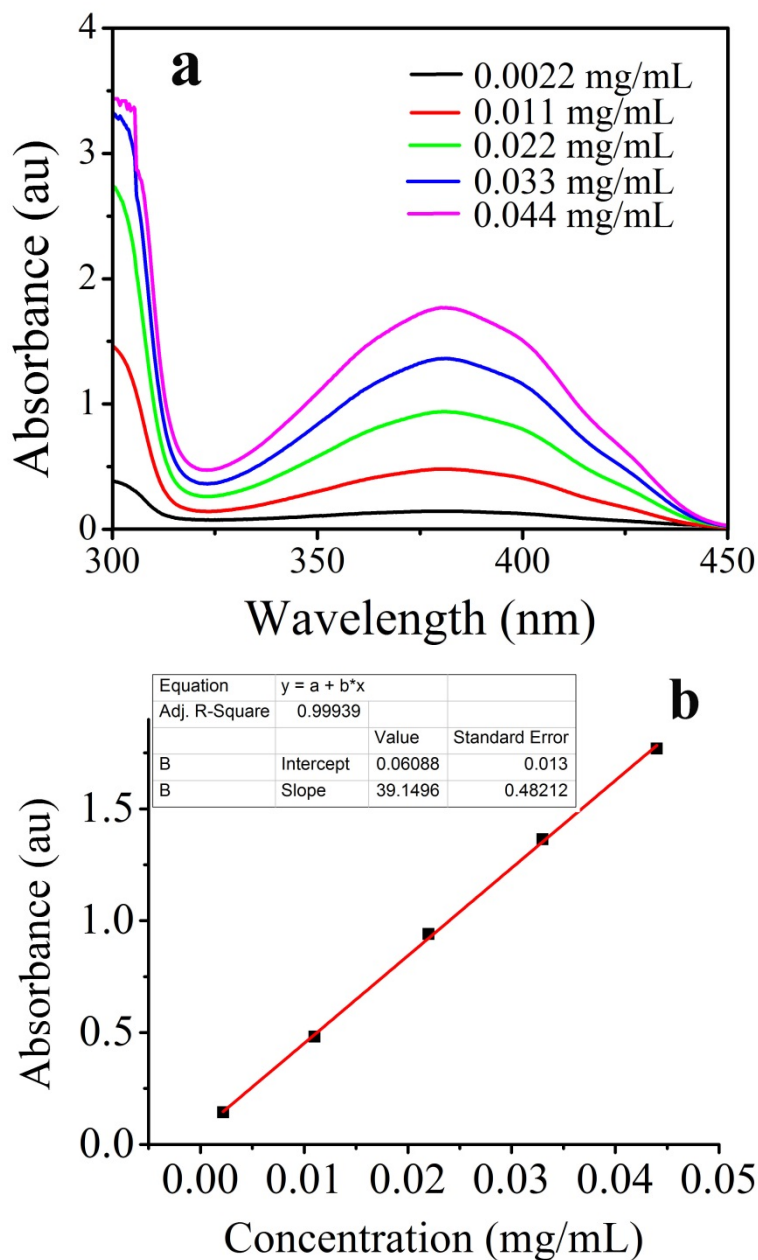 a
0.0022 mg/mL
0.011 mg/mL
0.022 mg/mL
0.033 mg/mL
0.044 mg/mL
4
3
2
1
0
Absorbance (au)
300 350 400 450
Wavelength (nm)
b
Equation y = a + b*x
Adj. R-Square 0.99939
Value Standard Error
B Intercept 0.06088 0.013
B Slope 39.1496 0.48212
1.5
1.0
0.5
0.0
Absorbance (au)
0.00 0.01 0.02 0.03 0.04 0.05
Concentration (mg/mL)